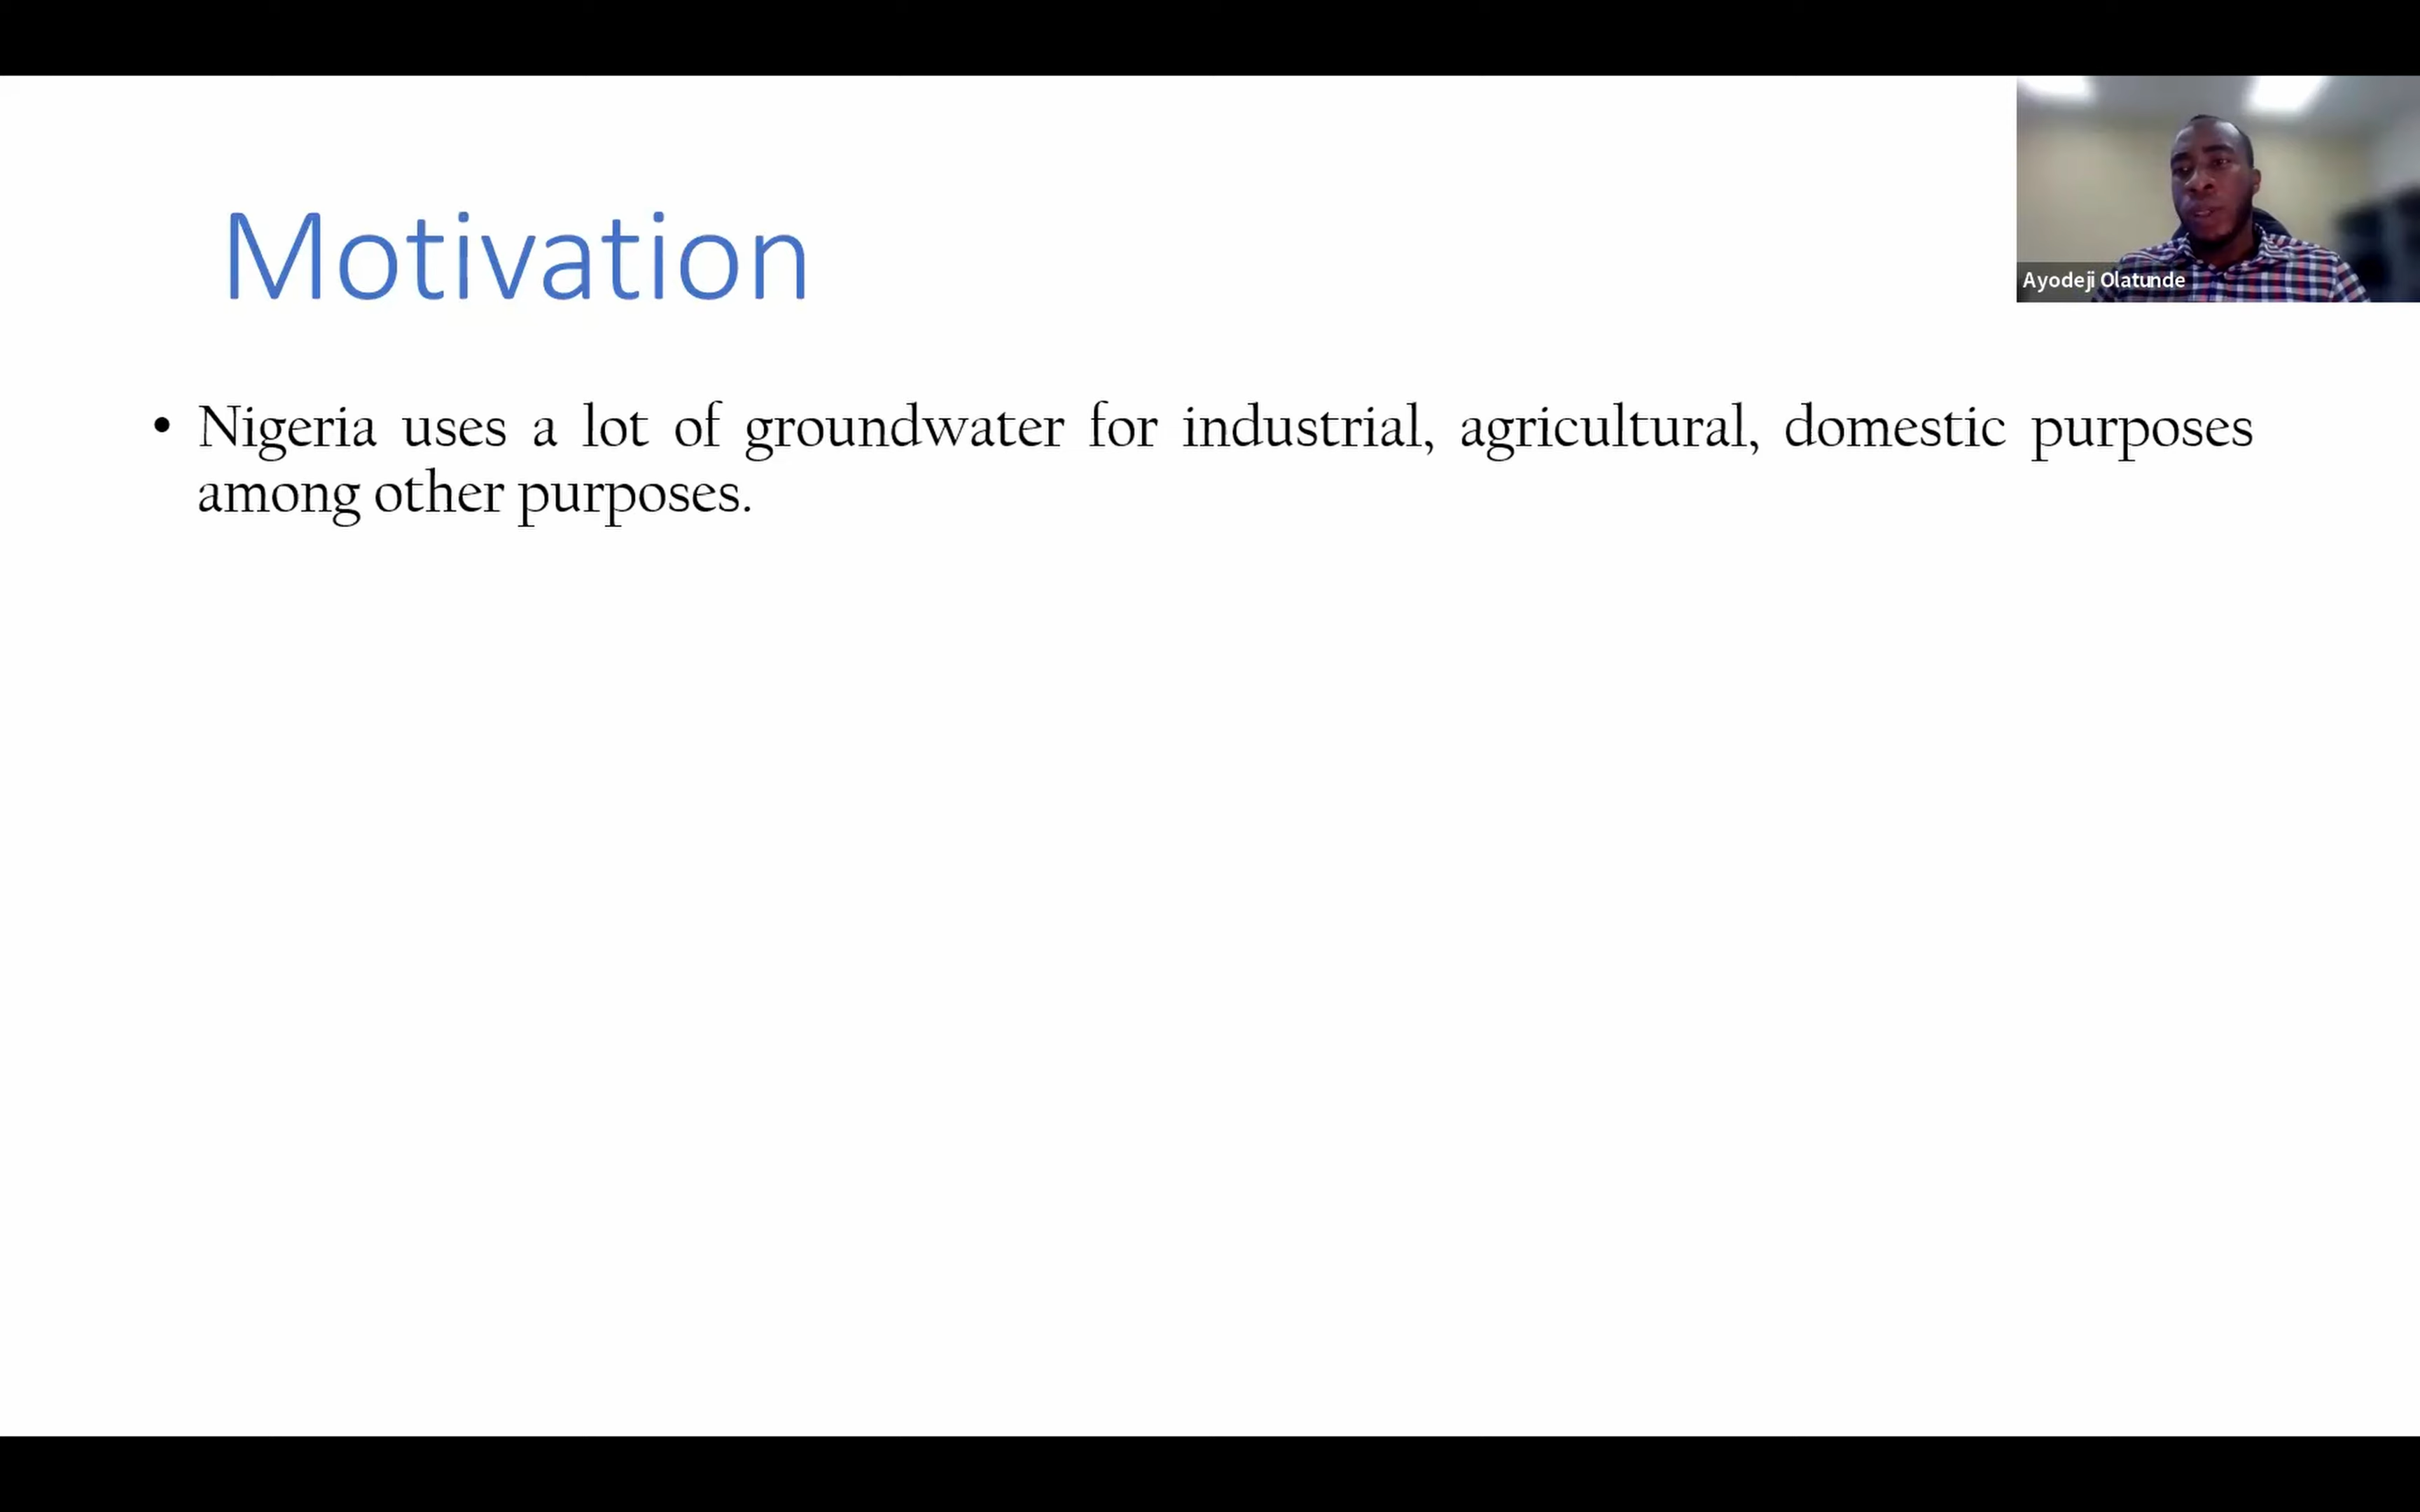 Motivation
Ayodeji Olatunde
• Nigeria uses a lot of groundwater for industrial, agricultural, domestic purposes
among other purposes.